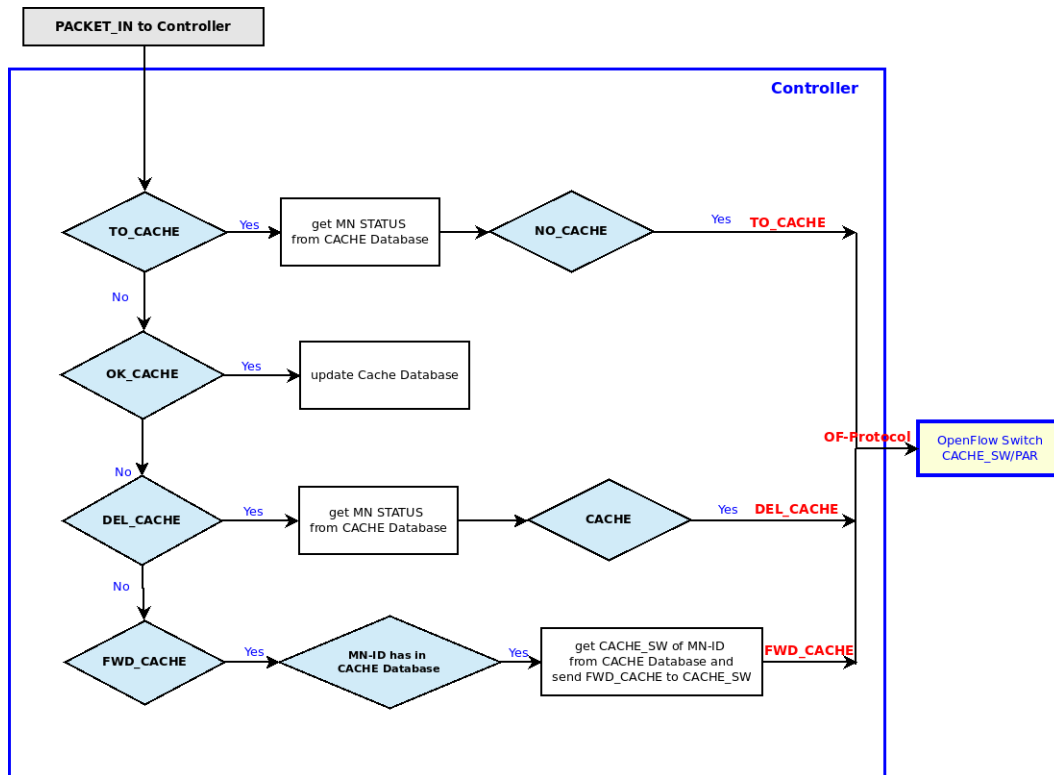 PACKET_IN to Controller
Controller
TO_CACHE
Yes
get MN STATUS
from CACHE Database
NO_CACHE
Yes
TO_CACHE
No
OK_CACHE
Yes
update Cache Database
OF-Protocol
OpenFlow Switch
CACHE_SW/PAR
No
DEL_CACHE
Yes
get MN STATUS
from CACHE Database
CACHE
Yes
DEL_CACHE
No
FWD_CACHE
Yes
MN-ID has in
CACHE Database
Yes
get CACHE_SW of MN-ID
from CACHE Database and
send FWD_CACHE to CACHE_SW
FWD_CACHE